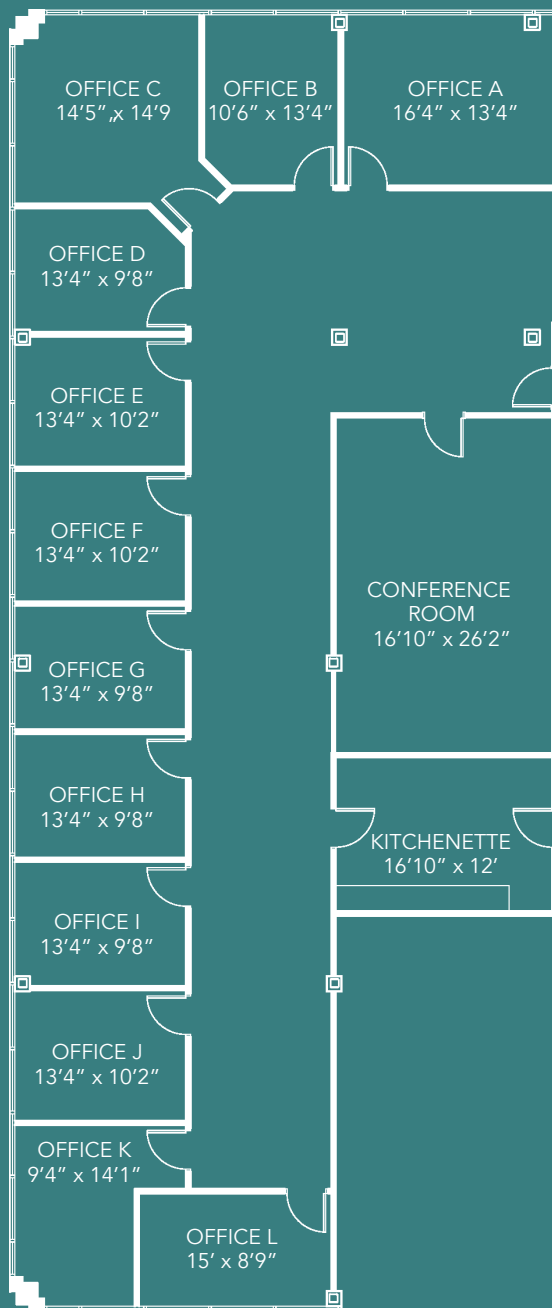 OFFICE C
14’5” „x 14’9
OFFICE B
10’6” x 13’4”
OFFICE A
16’4” x 13’4”
OFFICE D
13’4” x 9’8”
OFFICE E
13’4” x 10’2”
OFFICE F
13’4” x 10’2”
CONFERENCE
ROOM
16’10” x 26’2”
OFFICE G
13’4” x 9’8”
OFFICE H
13’4” x 9’8”
KITCHENETTE
16’10” x 12’
OFFICE I
13’4” x 9’8”
OFFICE J
13’4” x 10’2”
OFFICE K
9’4” x 14’1”
OFFICE L
15’ x 8’9”